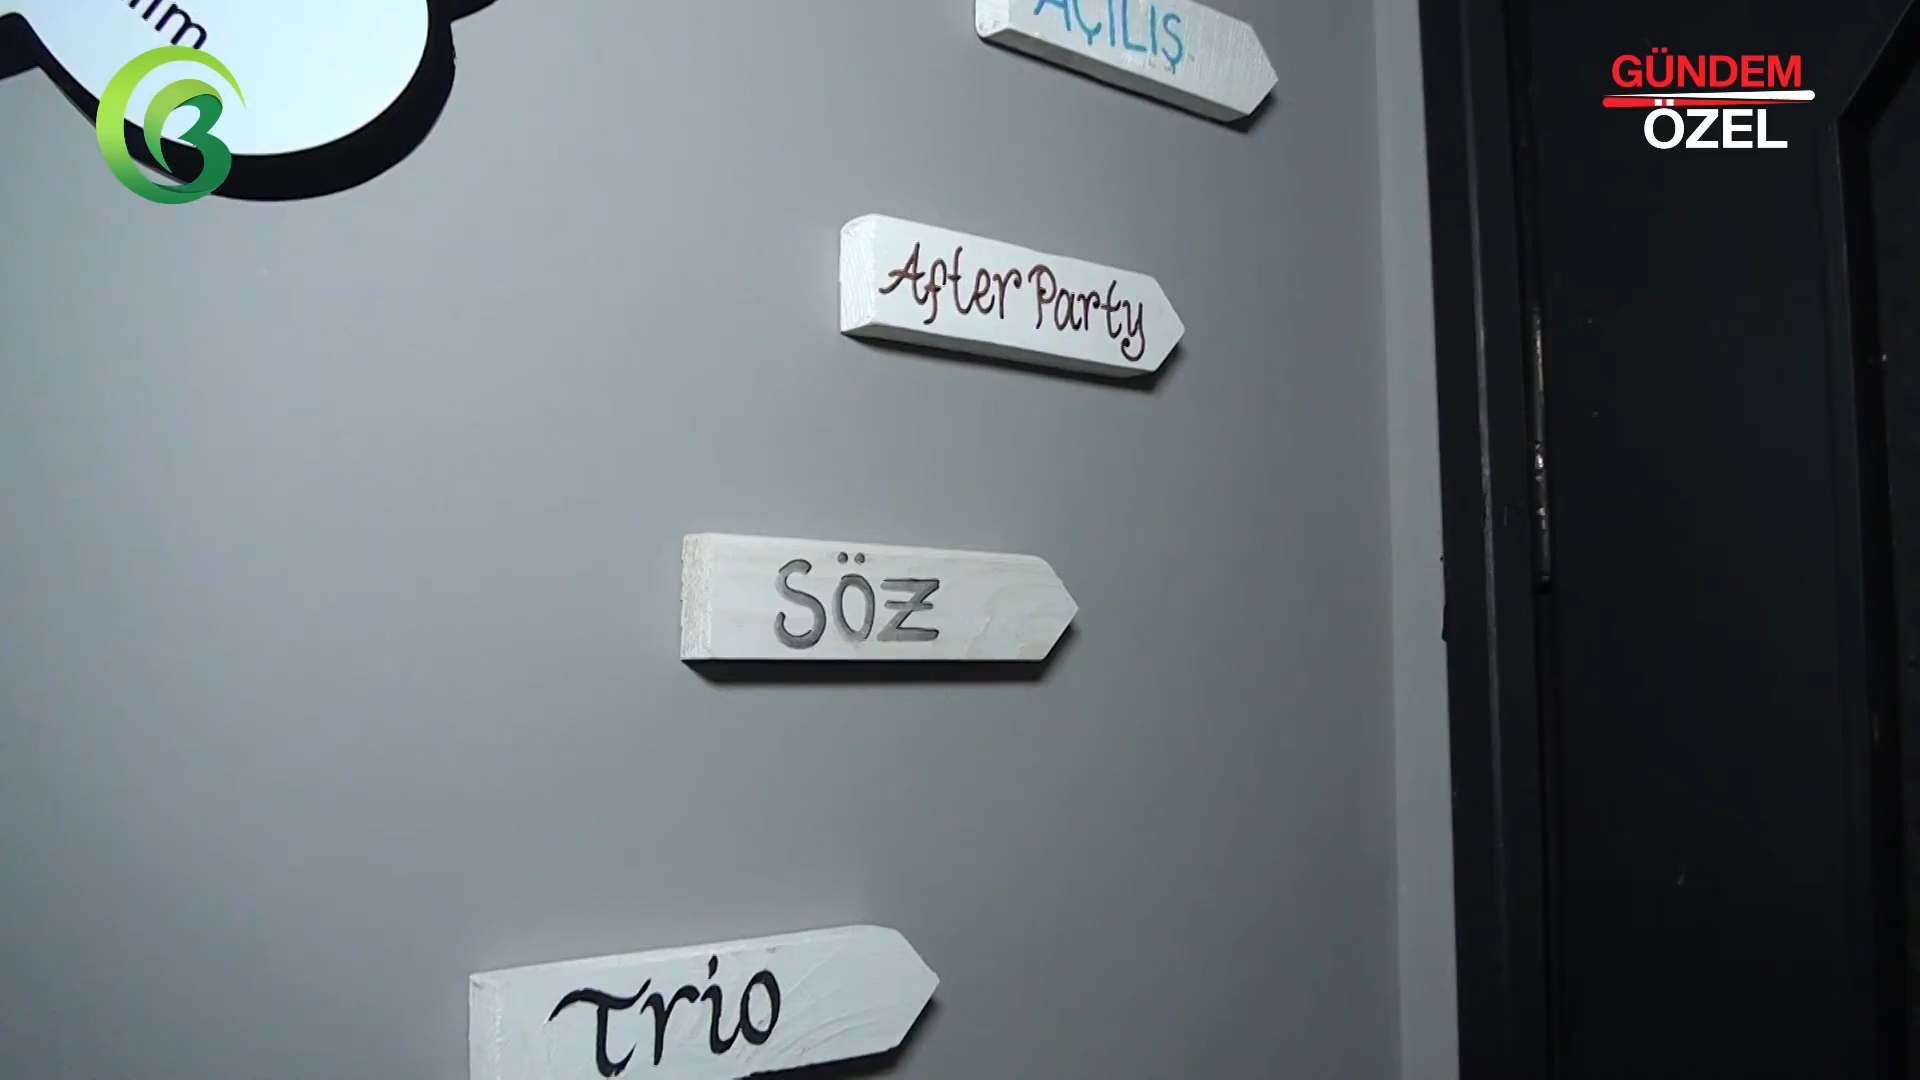 AÇILIŞ
GÜNDEM
ÖZEL
After Party
SÖZ
Trio